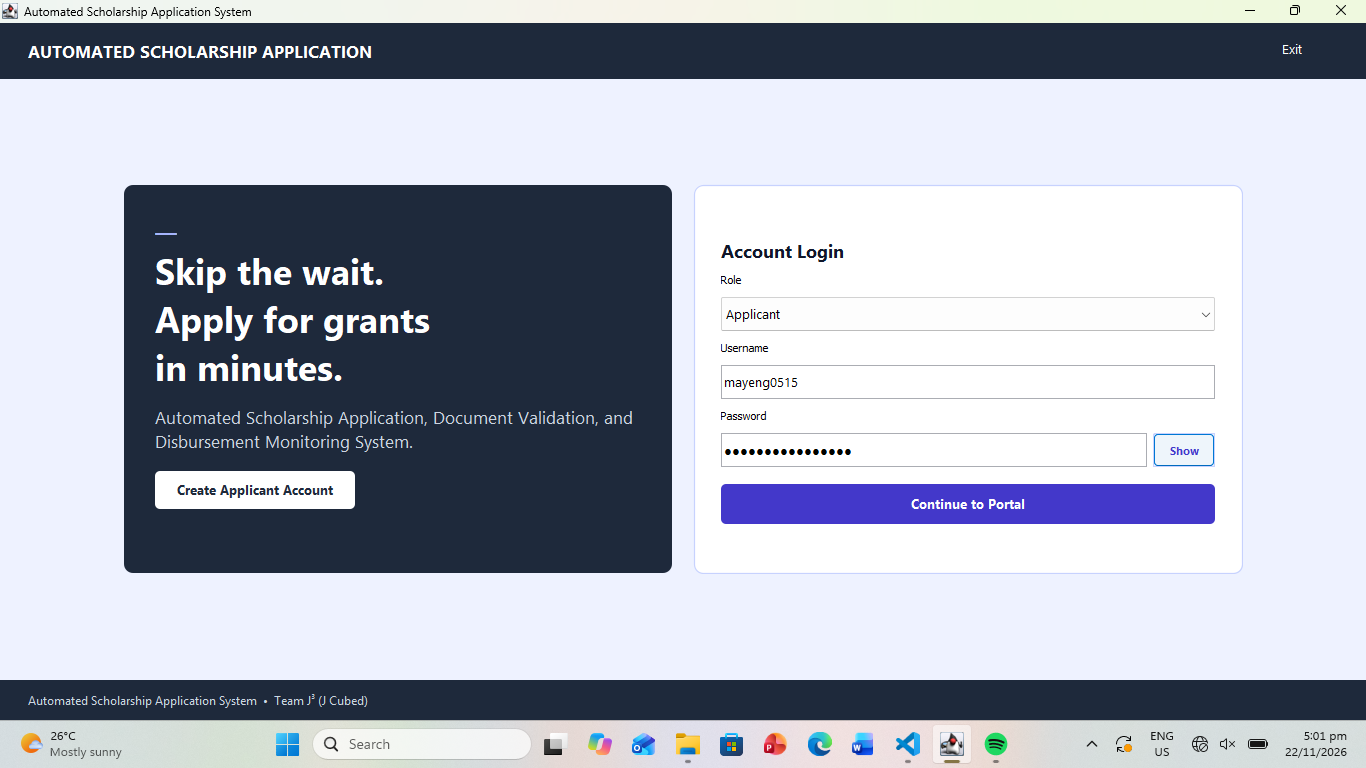 Automated Scholarship Application System
AUTOMATED SCHOLARSHIP APPLICATION
Exit
Skip the wait.
Apply for grants
in minutes.
Automated Scholarship Application, Document Validation, and
Disbursement Monitoring System.
Create Applicant Account
Account Login
Role
Applicant
Username
mayeng0515
Password
••••••••••••••••
Show
Continue to Portal
Automated Scholarship Application System • Team J³ (J Cubed)
26°C
Mostly sunny
Search
ENG
US
5:01 pm
22/11/2026